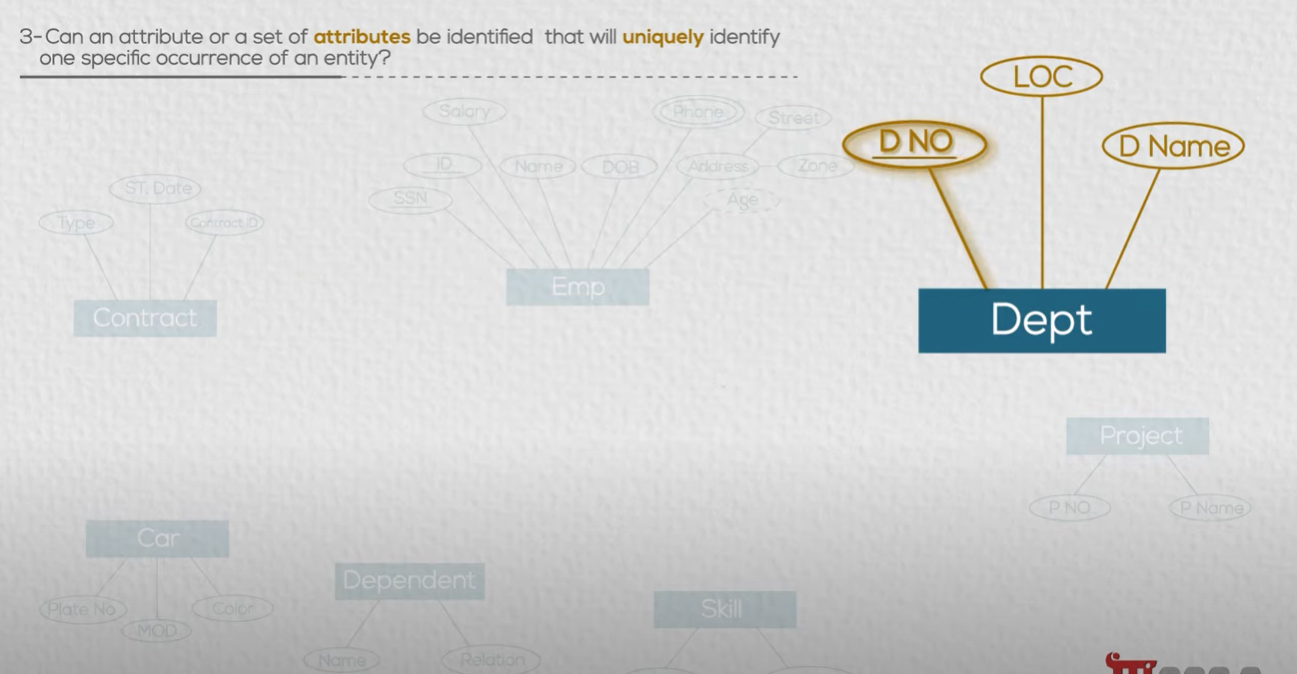 3-Can an attribute or a set of attributes be identified that will uniquely identify
one specific occurrence of an entity?
LOC
D NO
D Name
Dept
Salary
Phone
Street
ID
Name
DOB
Address
Zone
SSN
Age
Emp
ST. Date
Type
Contract ID
Contract
Project
P NO
P Name
Car
Plate No
MOD
Color
Dependent
Name
Relation
Skill